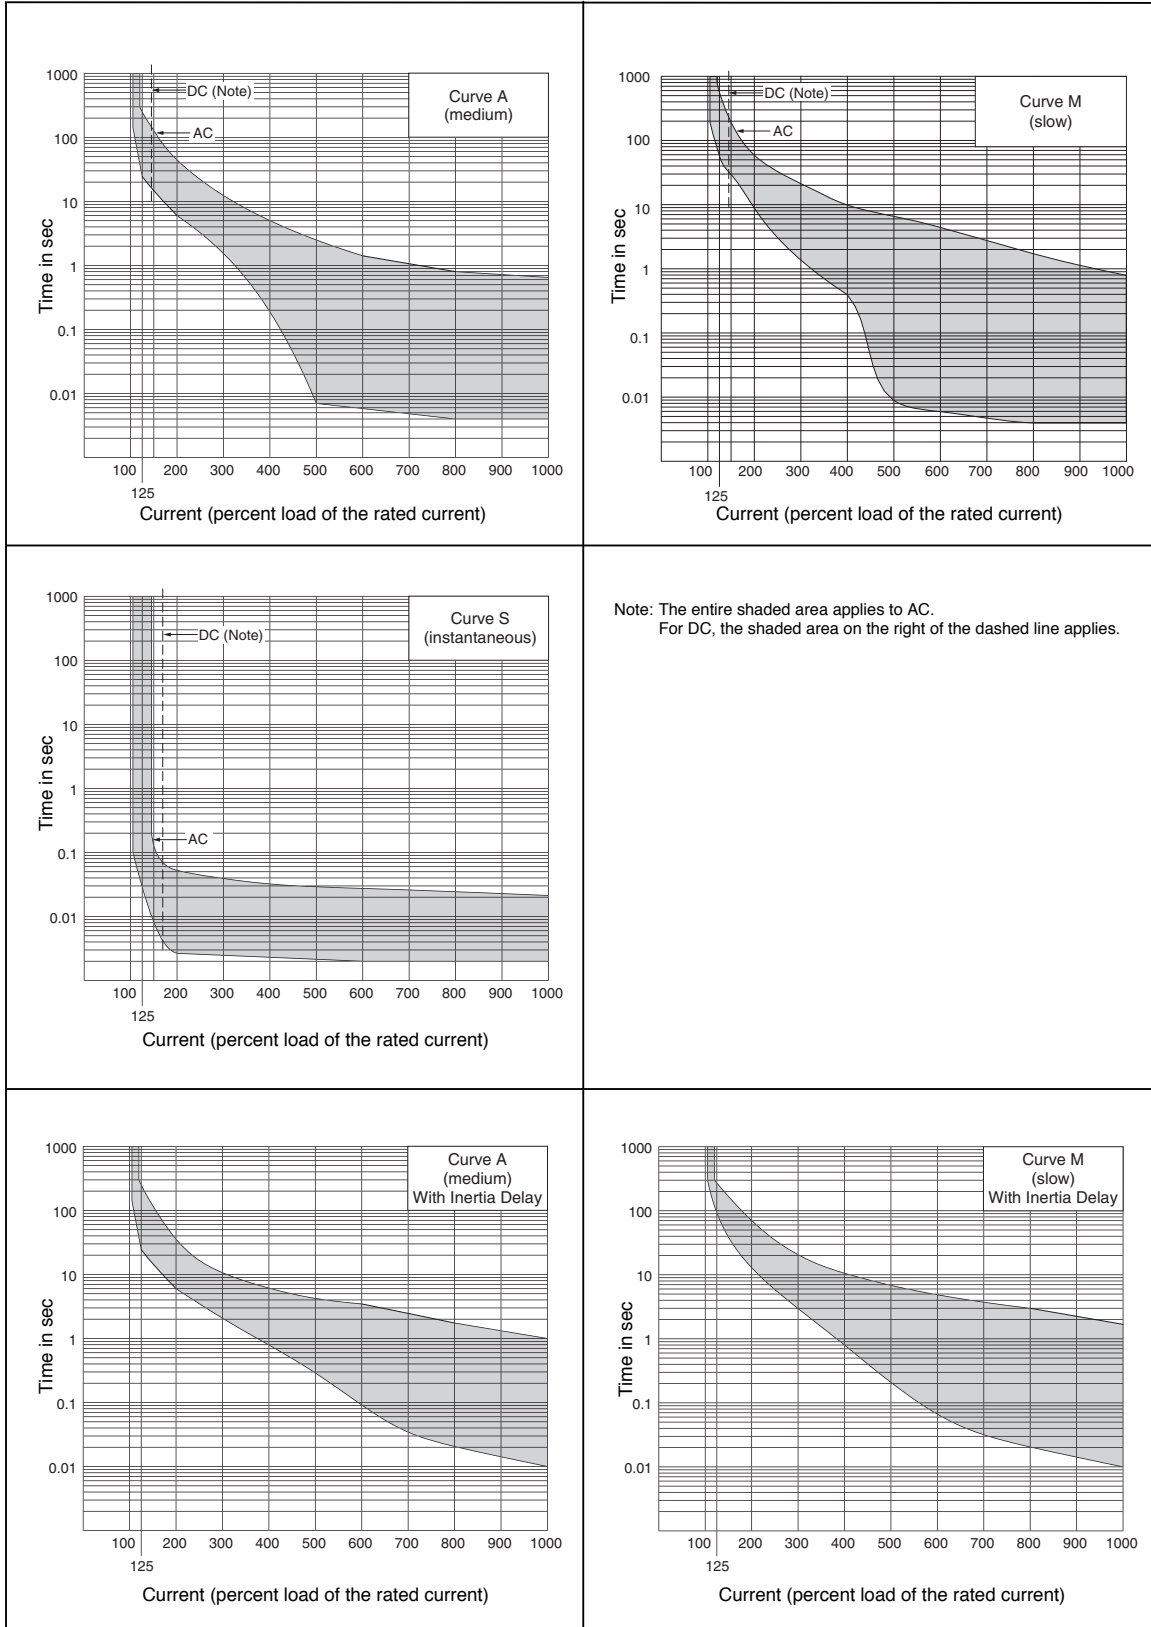 Curve A
(medium)
DC (Note)
AC
1000
100
10
1
0.1
0.01
Time in sec
100 200 300 400 500 600 700 800 900 1000
125
Current (percent load of the rated current)
Curve M
(slow)
DC (Note)
AC
1000
100
10
1
0.1
0.01
Time in sec
100 200 300 400 500 600 700 800 900 1000
125
Current (percent load of the rated current)
Curve S
(instantaneous)
DC (Note)
AC
1000
100
10
1
0.1
0.01
Time in sec
100 200 300 400 500 600 700 800 900 1000
125
Current (percent load of the rated current)
Note: The entire shaded area applies to AC.
For DC, the shaded area on the right of the dashed line applies.
Curve A
(medium)
With Inertia Delay
1000
100
10
1
0.1
0.01
Time in sec
100 200 300 400 500 600 700 800 900 1000
125
Current (percent load of the rated current)
Curve M
(slow)
With Inertia Delay
1000
100
10
1
0.1
0.01
Time in sec
100 200 300 400 500 600 700 800 900 1000
125
Current (percent load of the rated current)